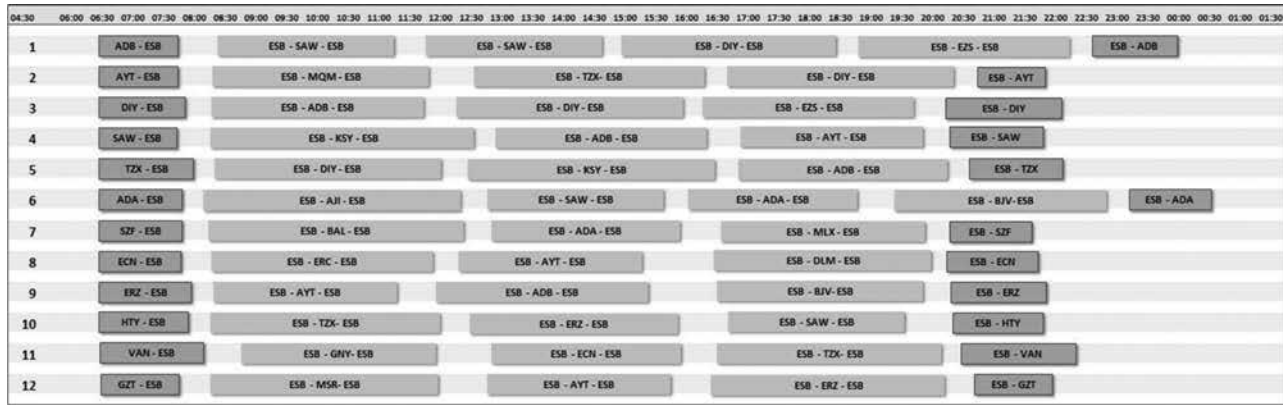 04:30 06:00 06:30 07:00 07:30 08:00 08:30 09:30 10:00 10:30 11:00 11:30 12:00 12:30 13:00 13:30 14:00 14:30 15:00 15:30 16:00 16:30 17:00 17:30 18:00 18:30 19:00 19:30 20:00 20:30 21:00 21:30 22:00 22:30 23:00 23:30 00:00 00:30 01:00 01:30
1 ADB - ESB ESB - SAW - ESB ESB - SAW - ESB ESB - DIY - ESB ESB - EZS - ESB ESB - ADB
2 AYT - ESB ESB - MQM - ESB ESB - TZX- ESB ESB - DIY - ESB ESB - AYT
3 DIY - ESB ESB - ADB - ESB ESB - DIY - ESB ESB - EZS - ESB ESB - DIY
4 SAW - ESB ESB - KSY - ESB ESB - ADB - ESB ESB - AYT - ESB ESB - SAW
5 TZX - ESB ESB - DIY - ESB ESB - KSY - ESB ESB - ADB - ESB ESB - TZX
6 ADA - ESB ESB - AJI - ESB ESB - SAW - ESB ESB - ADA - ESB ESB - BJV- ESB ESB - ADA
7 SZF - ESB ESB - BAL - ESB ESB - ADA - ESB ESB - MLX - ESB ESB - SZF
8 ECN - ESB ESB - ERC - ESB ESB - AYT - ESB ESB - DLM - ESB ESB - ECN
9 ERZ - ESB ESB - AYT - ESB ESB - ADB - ESB ESB - BJV- ESB ESB - ERZ
10 HTY - ESB ESB - TZX- ESB ESB - ERZ - ESB ESB - SAW - ESB ESB - HTY
11 VAN - ESB ESB - GNY- ESB ESB - ECN - ESB ESB - TZX- ESB ESB - VAN
12 GZT - ESB ESB - MSR- ESB ESB - AYT - ESB ESB - ERZ - ESB ESB - GZT